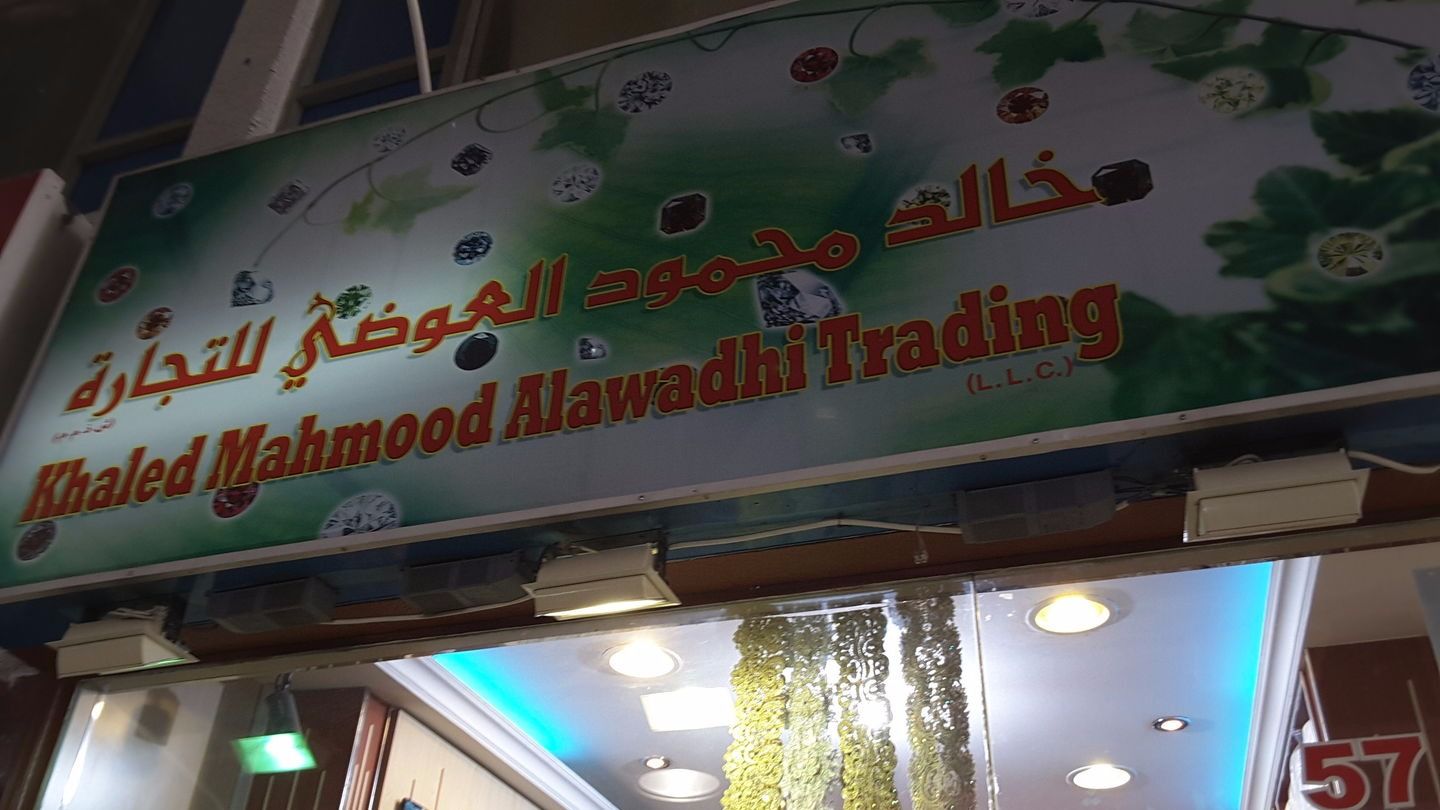 خالد محمود العوضي للتجارة
(ش.ذ.م.م)
Khaled Mahmood Alawadhi Trading
(L.L.C.)
57